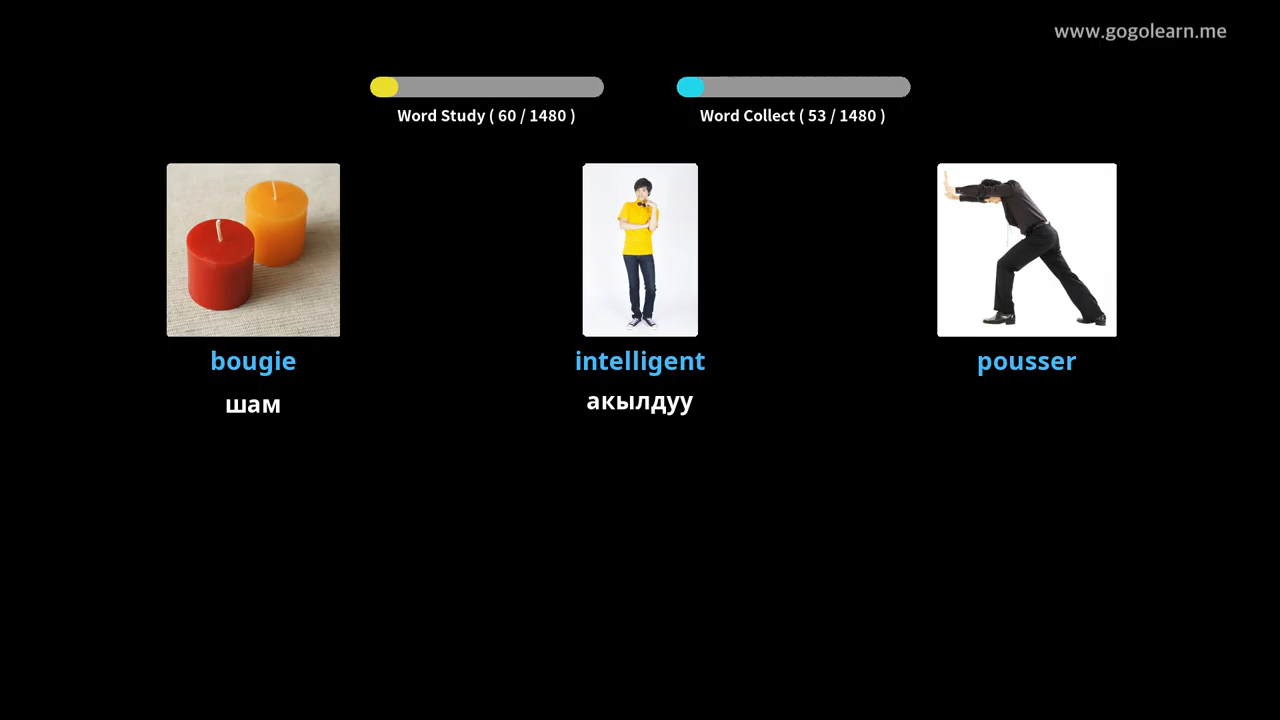 www.gogolearn.me
Word Study ( 60 / 1480 )
Word Collect ( 53 / 1480 )
bougie
intelligent
pousser
шам
акылдуу